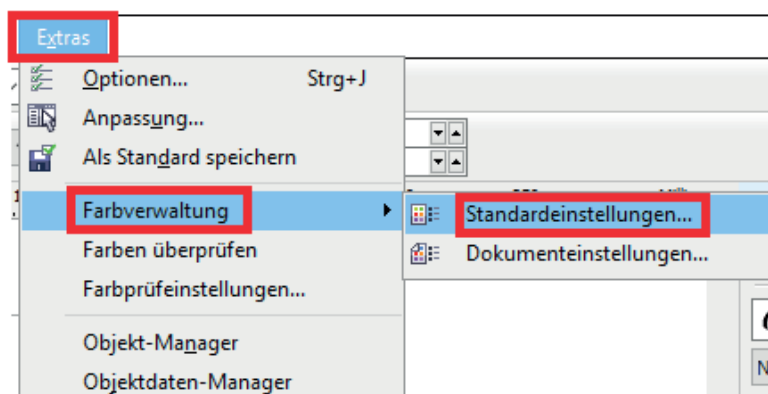 Extras
Optionen... Strg+J
Anpassung...
Als Standard speichern
Farbverwaltung
Standardeinstellungen...
Farben überprüfen
Dokumenteinstellungen...
Farbprüfeinstellungen...
Objekt-Manager
Objektdaten-Manager
N